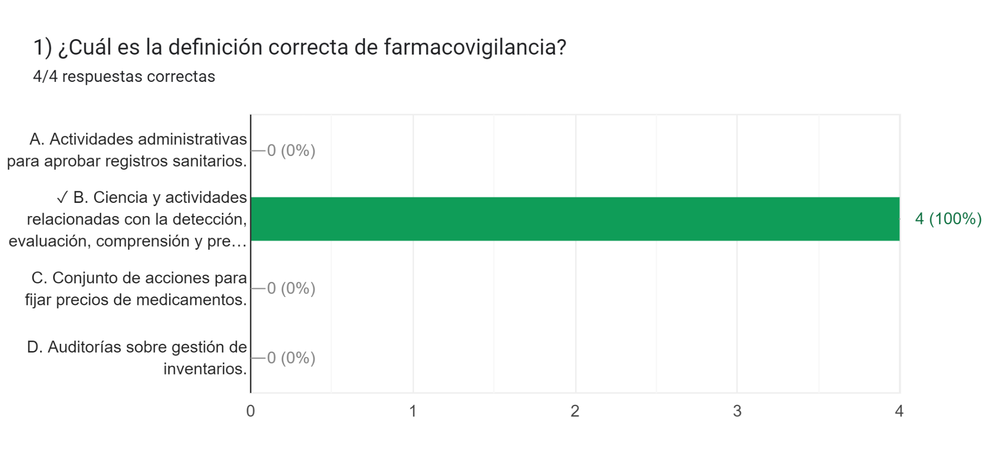 1) ¿Cuál es la definición correcta de farmacovigilancia?
4/4 respuestas correctas
A. Actividades administrativas
para aprobar registros sanitarios.
0 (0%)
✓ B. Ciencia y actividades
relacionadas con la detección,
evaluación, comprensión y pre…
4 (100%)
C. Conjunto de acciones para
fijar precios de medicamentos.
0 (0%)
D. Auditorías sobre gestión de
inventarios.
0 (0%)
0 1 2 3 4